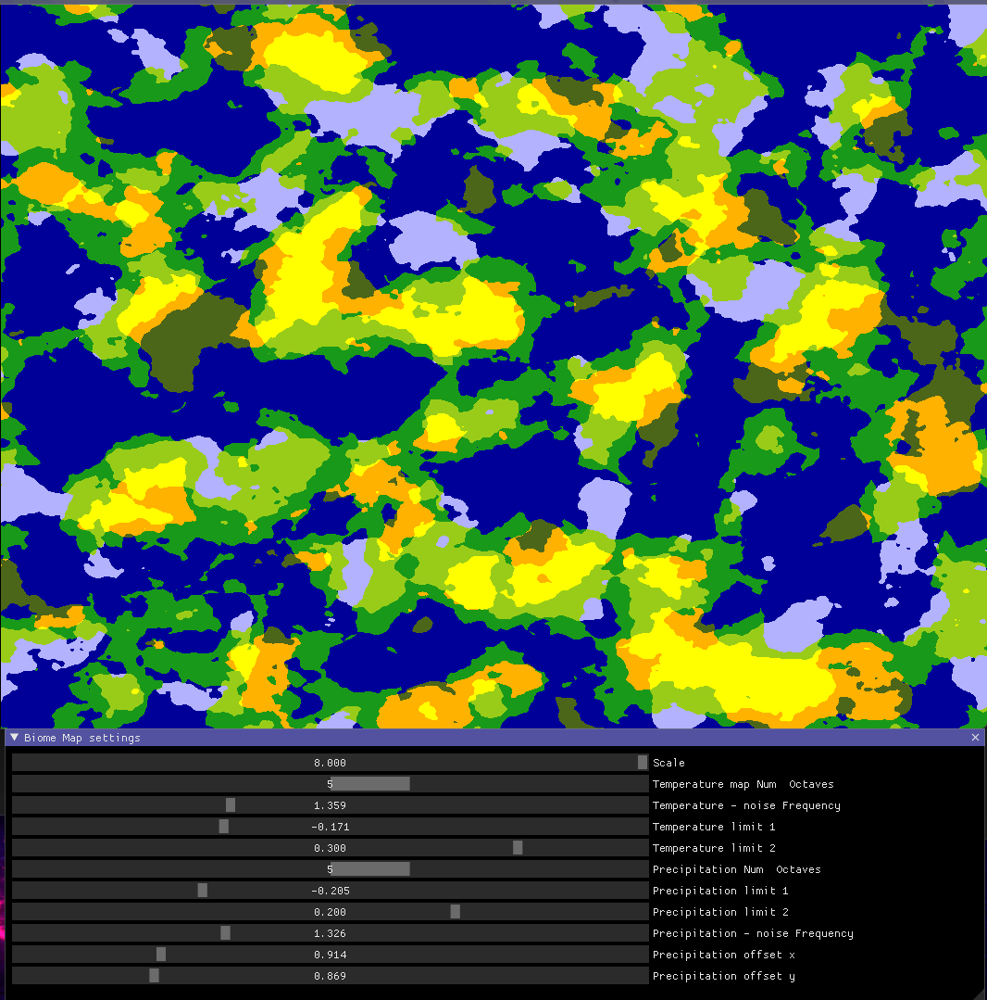 ▼ Biome Map settings ×
8.000 Scale
5 Temperature map Num  Octaves
1.359 Temperature - noise Frequency
-0.171 Temperature limit 1
0.300 Temperature limit 2
5 Precipitation Num  Octaves
-0.205 Precipitation limit 1
0.200 Precipitation limit 2
1.326 Precipitation - noise Frequency
0.914 Precipitation offset x
0.869 Precipitation offset y